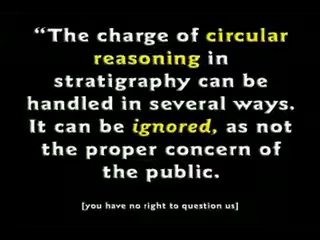 “The charge of circular
reasoning in
stratigraphy can be
handled in several ways.
It can be ignored, as not
the proper concern of
the public.
[you have no right to question us]